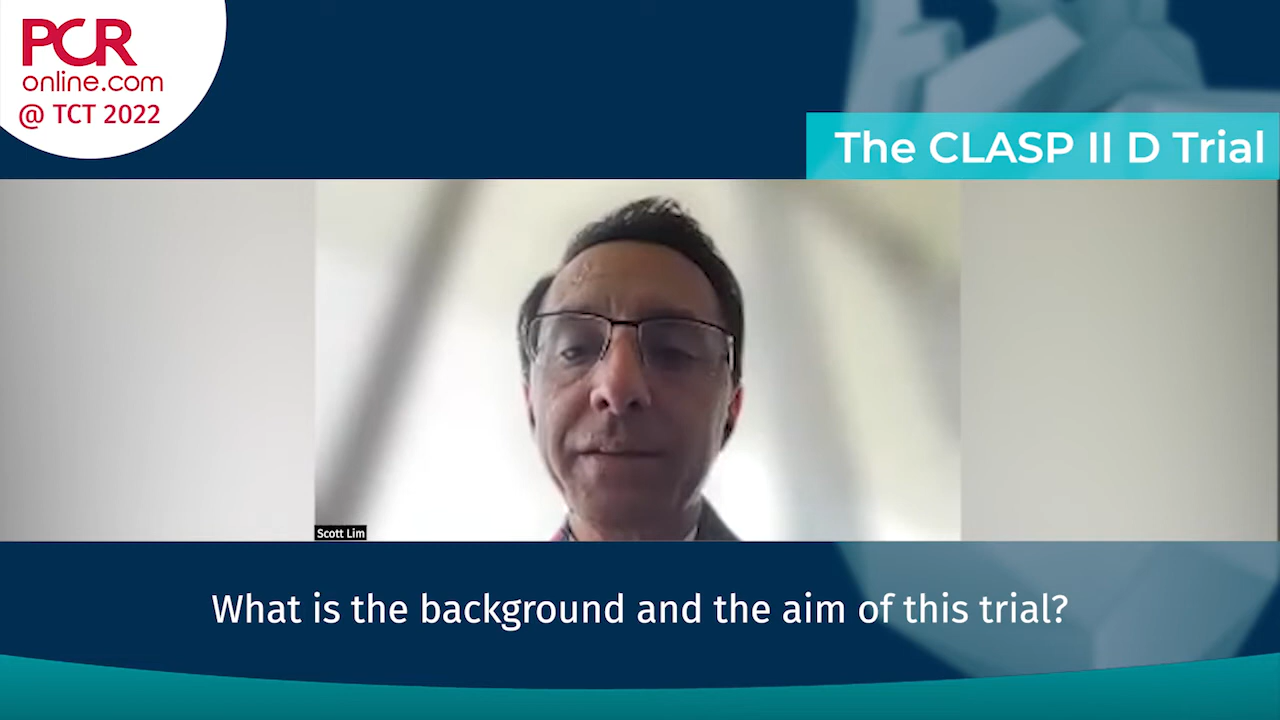 PCR
online.com
@ TCT 2022
The CLASP II D Trial
Scott Lim
What is the background and the aim of this trial?